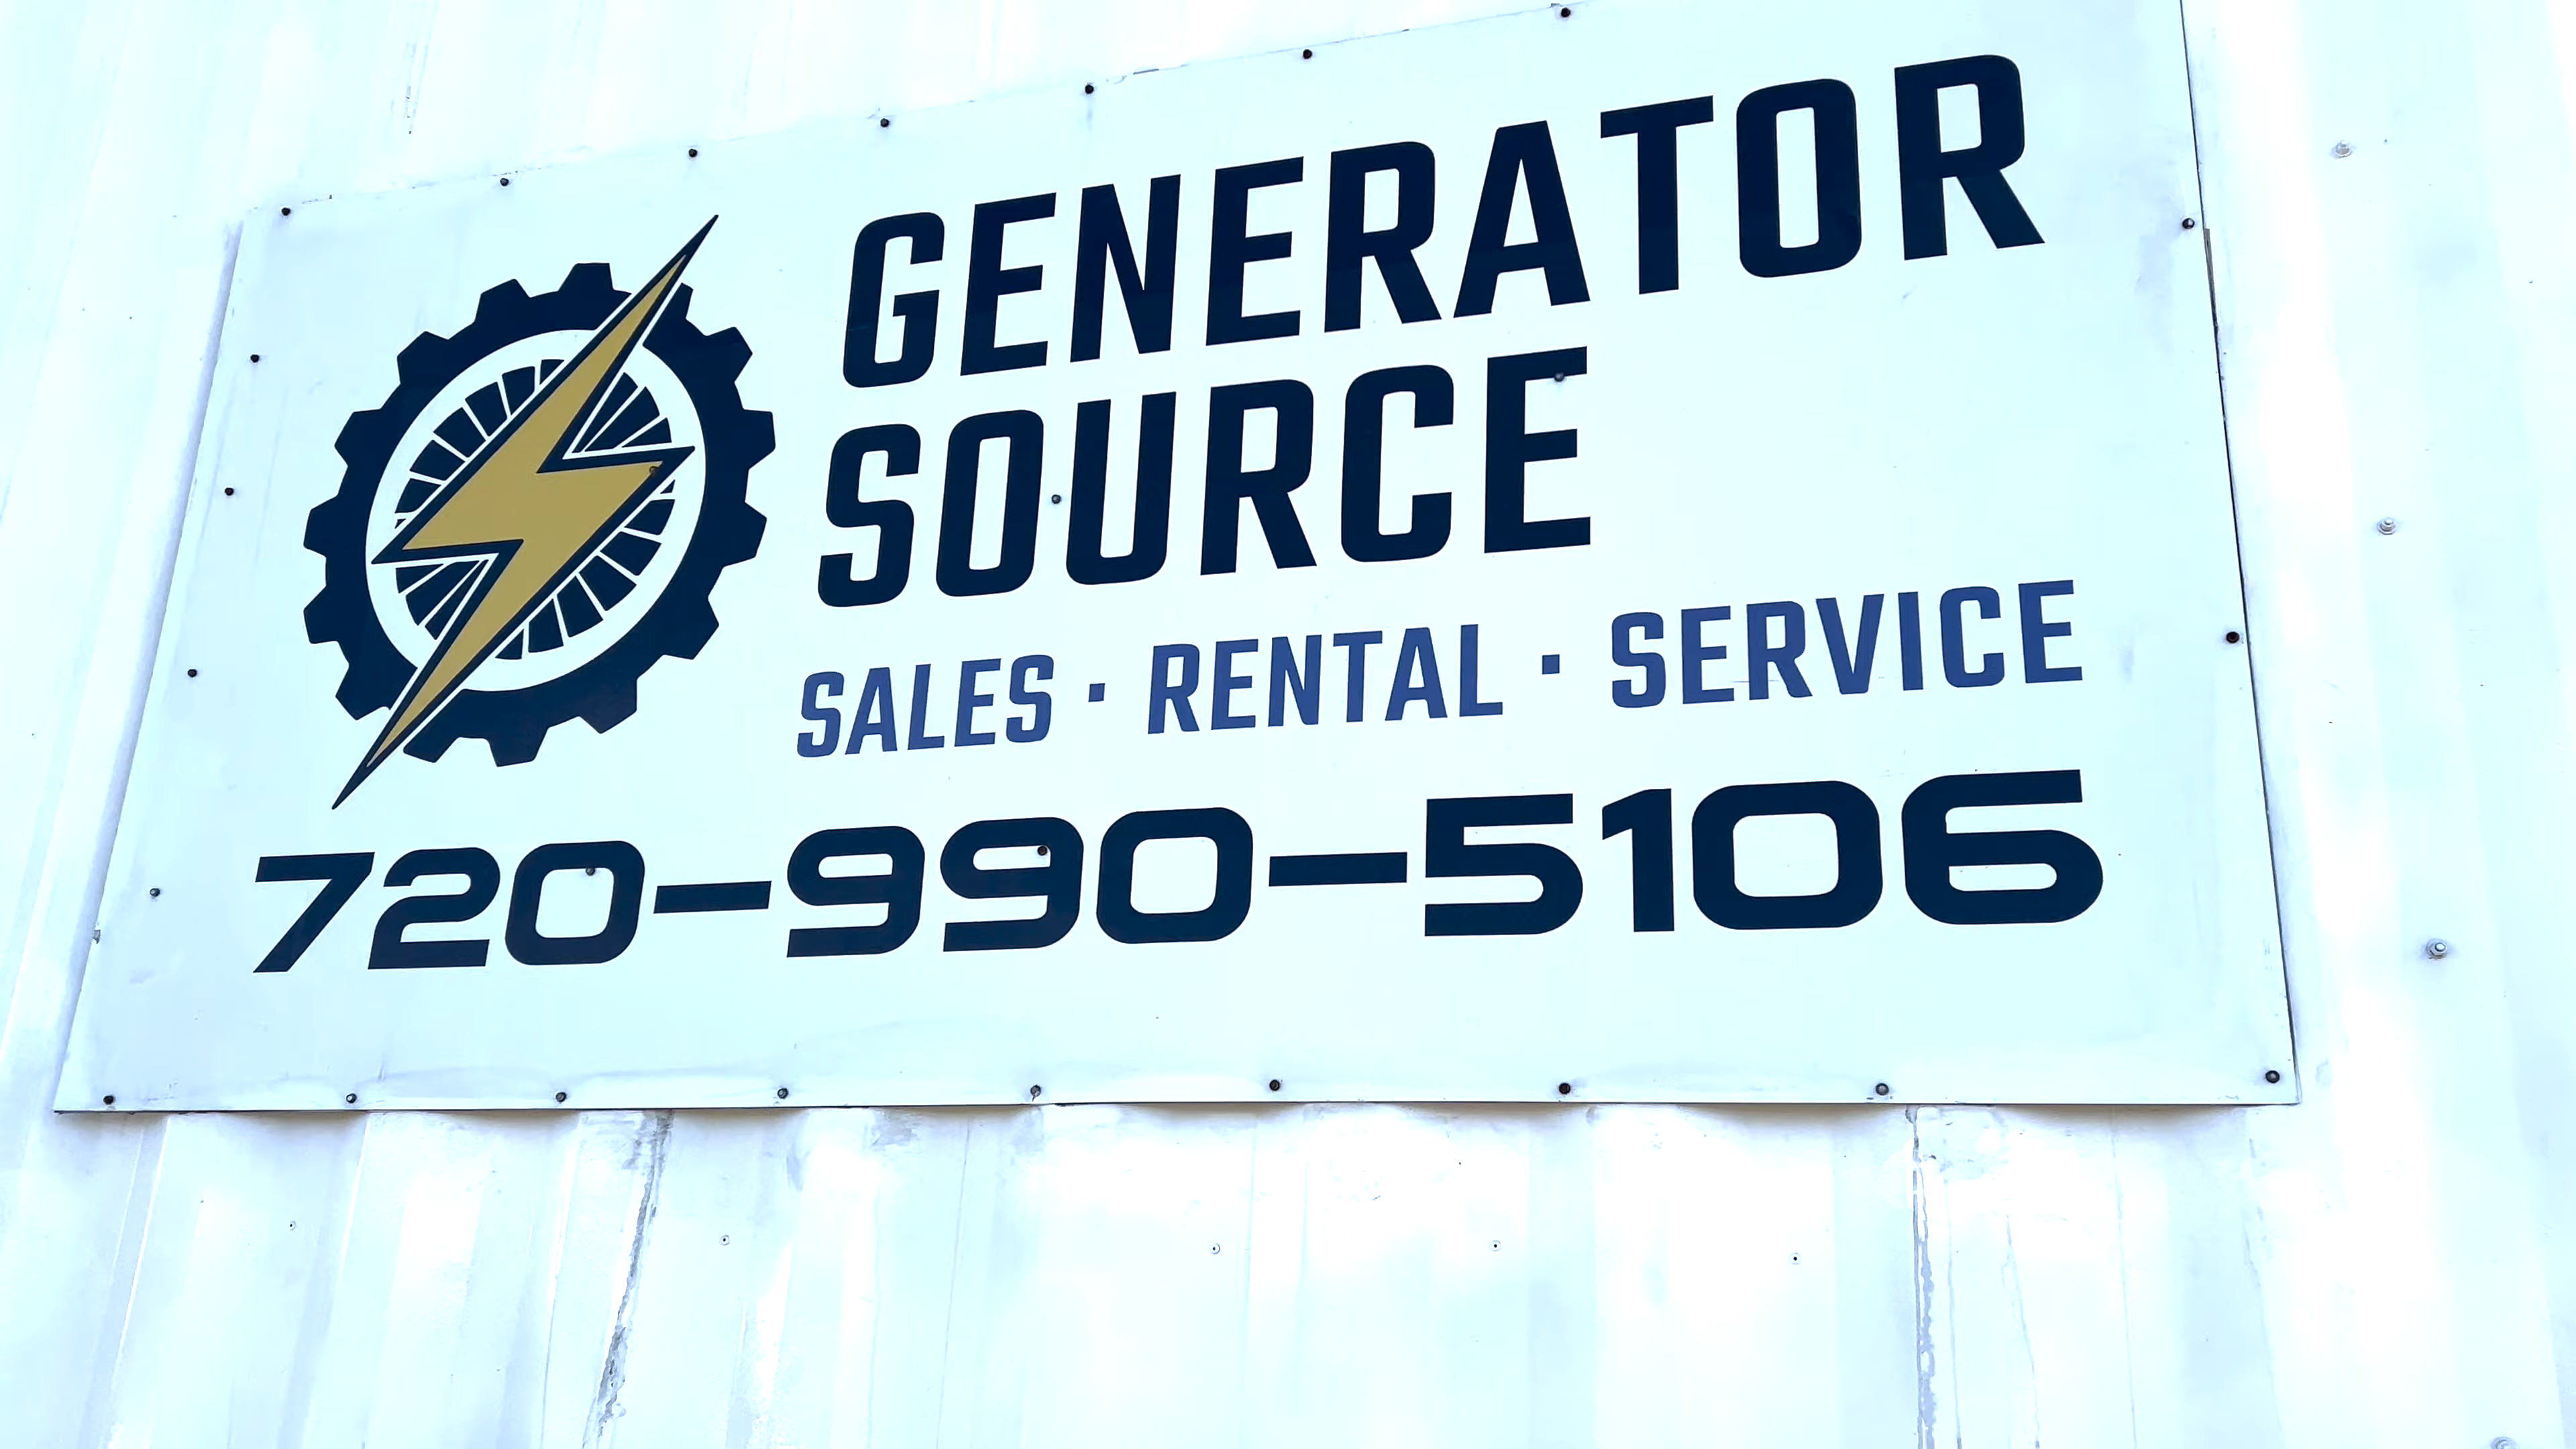 GENERATOR
SOURCE
SALES · RENTAL · SERVICE
720-990-5106